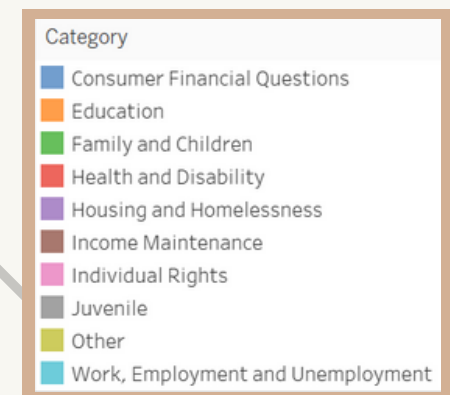 Category
Consumer Financial Questions
Education
Family and Children
Health and Disability
Housing and Homelessness
Income Maintenance
Individual Rights
Juvenile
Other
Work, Employment and Unemployment